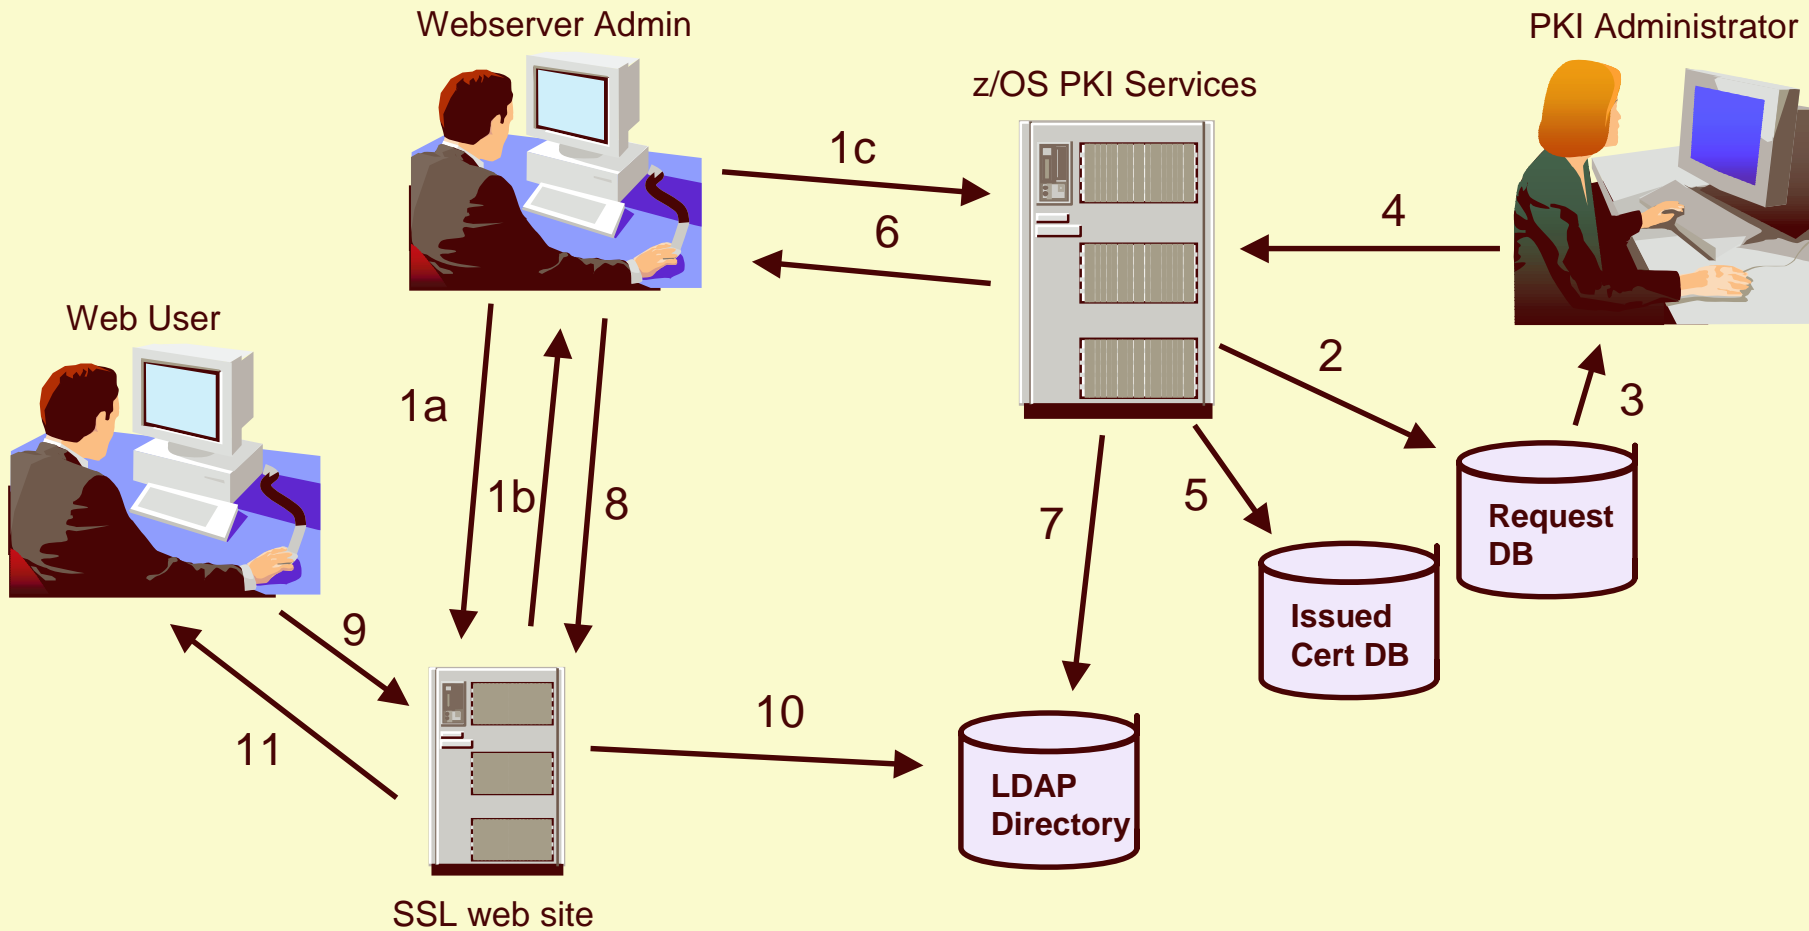 Webserver Admin
PKI Administrator
z/OS PKI Services
1c
6
4
Web User
2
1a
3
1b
8
5
7
Request
DB
Issued
Cert DB
9
10
11
LDAP
Directory
SSL web site